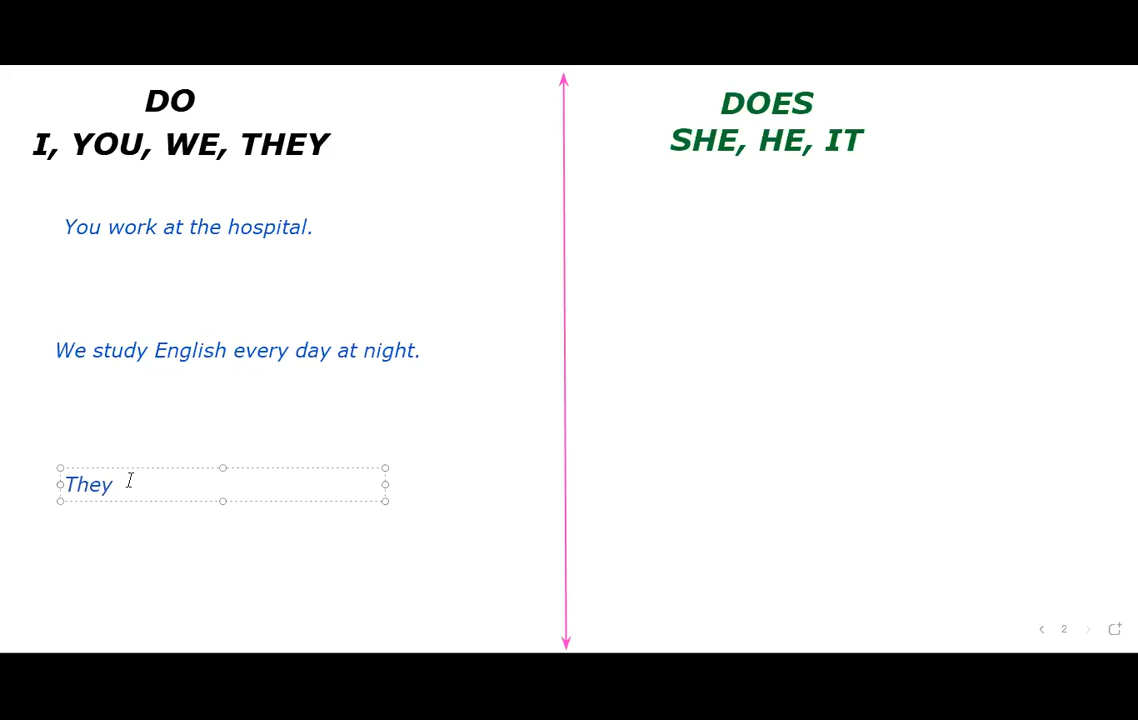 DO
I, YOU, WE, THEY
You work at the hospital.
We study English every day at night.
They
DOES
SHE, HE, IT
2